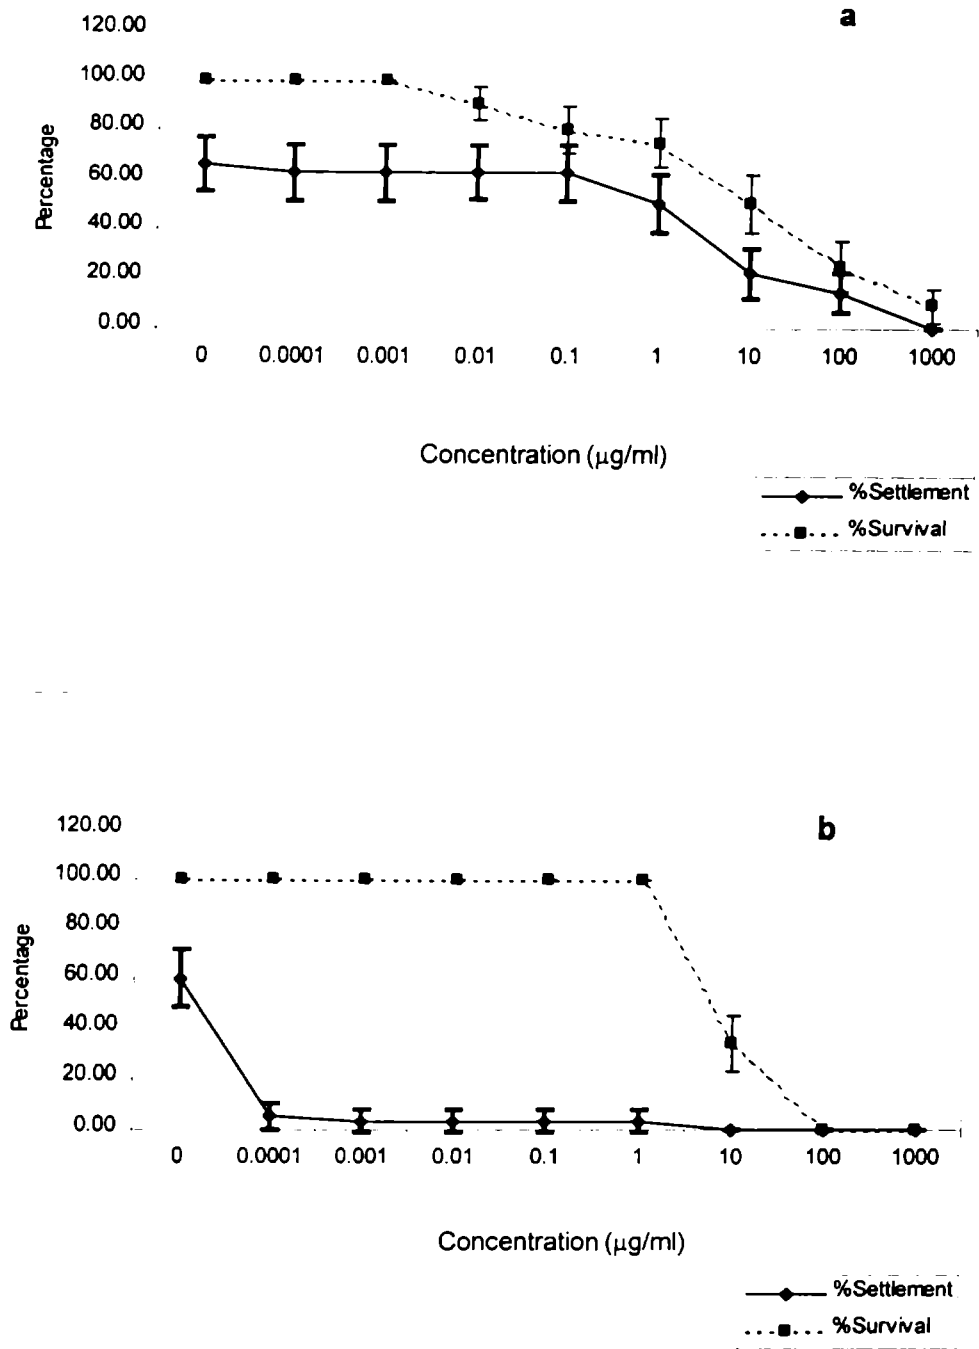 a
120.00
100.00
80.00
60.00
40.00
20.00
0.00
Percentage
0 0.0001 0.001 0.01 0.1 1 10 100 1000
Concentration (μg/ml)
%Settlement
%Survival
b
120.00
100.00
80.00
60.00
40.00
20.00
0.00
Percentage
0 0.0001 0.001 0.01 0.1 1 10 100 1000
Concentration (μg/ml)
%Settlement
%Survival